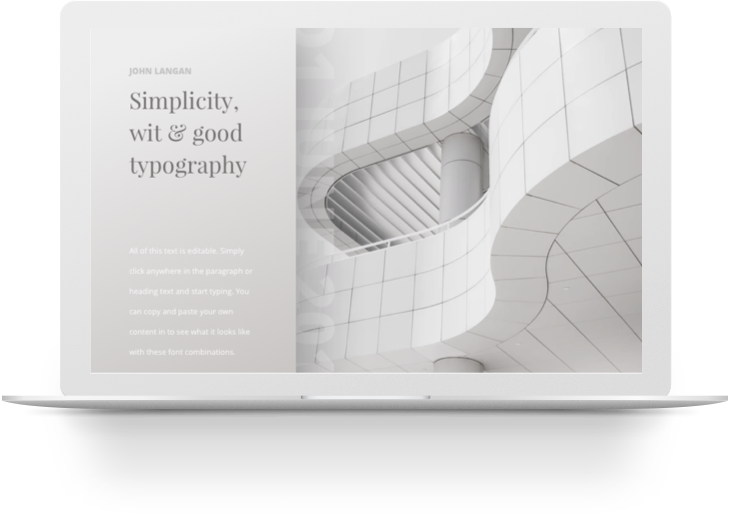 JOHN LANGAN
Simplicity,
wit & good
typography
All of this text is editable. Simply
click anywhere in the paragraph or
heading text and start typing. You
can copy and paste your own
content in to see what it looks like
with these font combinations.